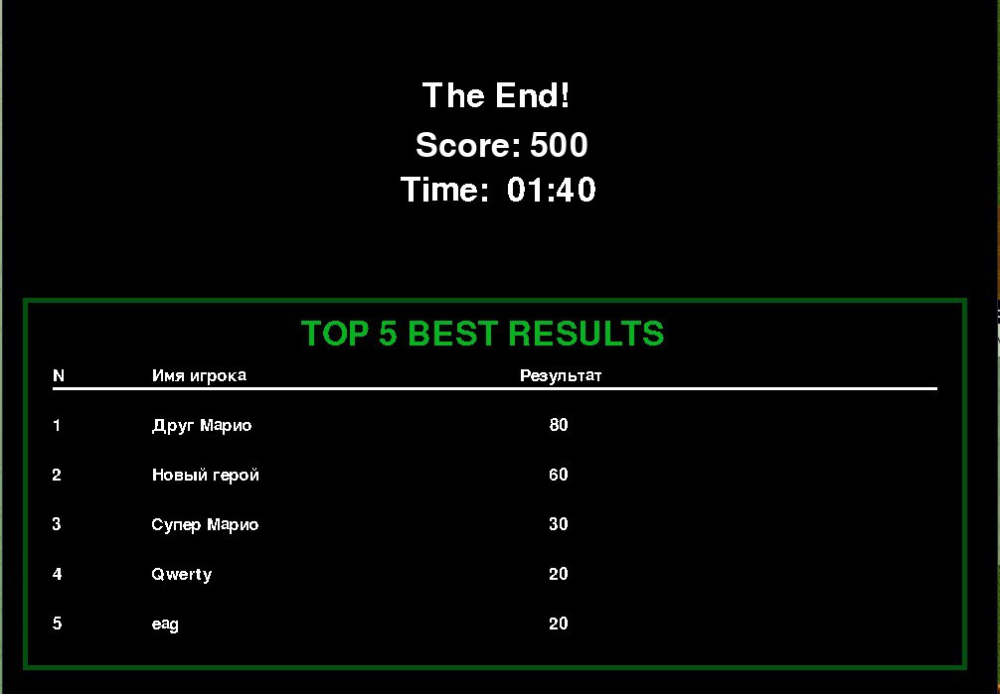 The End!
Score: 500
Time: 01:40
TOP 5 BEST RESULTS
N Имя игрока Результат
1 Друг Марио 80
2 Новый герой 60
3 Супер Марио 30
4 Qwerty 20
5 eag 20